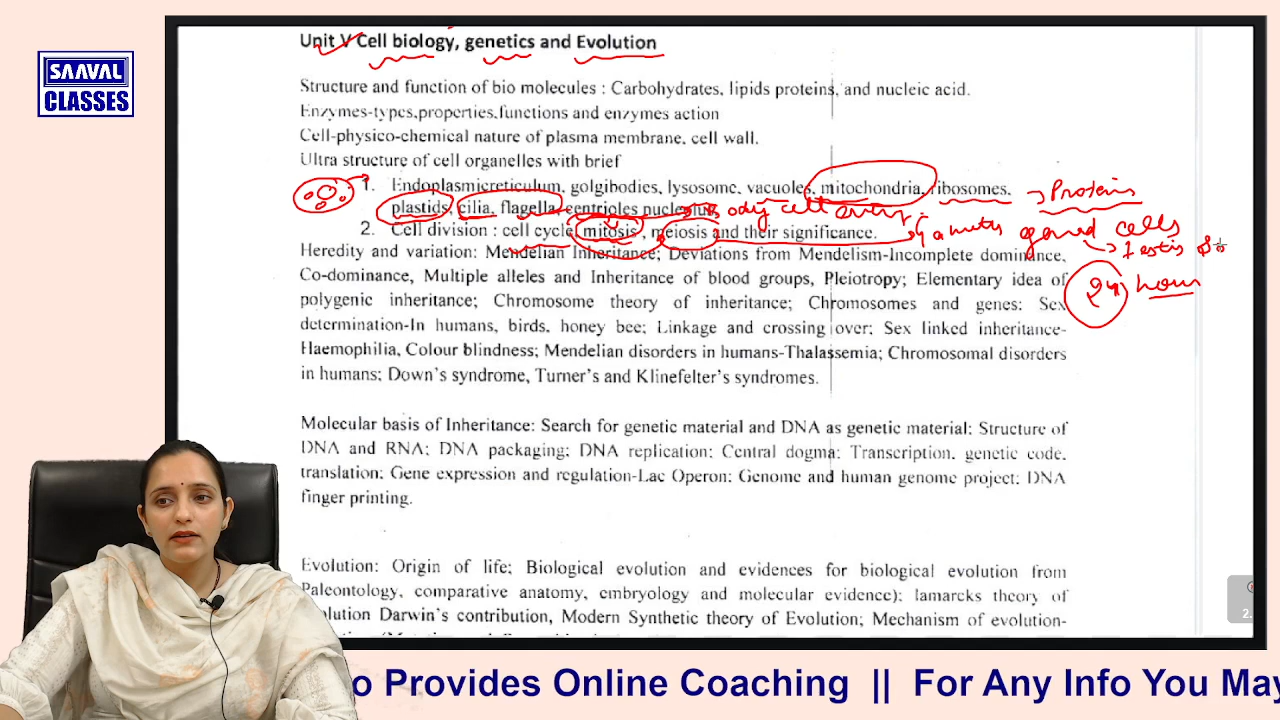 SAAVAL
CLASSES
Unit V Cell biology, genetics and Evolution
Structure and function of bio molecules : Carbohydrates, lipids proteins, and nucleic acid.
Enzymes-types,properties,functions and enzymes action
Cell-physico-chemical nature of plasma membrane, cell wall.
Ultra structure of cell organelles with brief
1. Endoplasmicreticulum, golgibodies, lysosome, vacuoles, mitochondria, ribosomes. → Proteins
plastids, cilia, flagella centrioles nucleus body cell
2. Cell division : cell cycle mitosis , meiosis and their significance. germ cells
testis
Heredity and variation: Mendelian Inheritance; Deviations from Mendelism-Incomplete dominance,
Co-dominance, Multiple alleles and Inheritance of blood groups, Pleiotropy; Elementary idea of
24 hour
polygenic inheritance; Chromosome theory of inheritance; Chromosomes and genes: Sex
determination-In humans, birds, honey bee; Linkage and crossing over; Sex linked inheritance-
Haemophilia, Colour blindness; Mendelian disorders in humans-Thalassemia; Chromosomal disorders
in humans; Down's syndrome, Turner's and Klinefelter's syndromes.
Molecular basis of Inheritance: Search for genetic material and DNA as genetic material; Structure of
DNA and RNA; DNA packaging; DNA replication; Central dogma; Transcription, genetic code,
translation; Gene expression and regulation-Lac Operon; Genome and human genome project; DNA
finger printing.
Evolution: Origin of life; Biological evolution and evidences for biological evolution from
Paleontology, comparative anatomy, embryology and molecular evidence); lamarcks theory of
olution Darwin's contribution, Modern Synthetic theory of Evolution; Mechanism of evolution-
o Provides Online Coaching || For Any Info You May